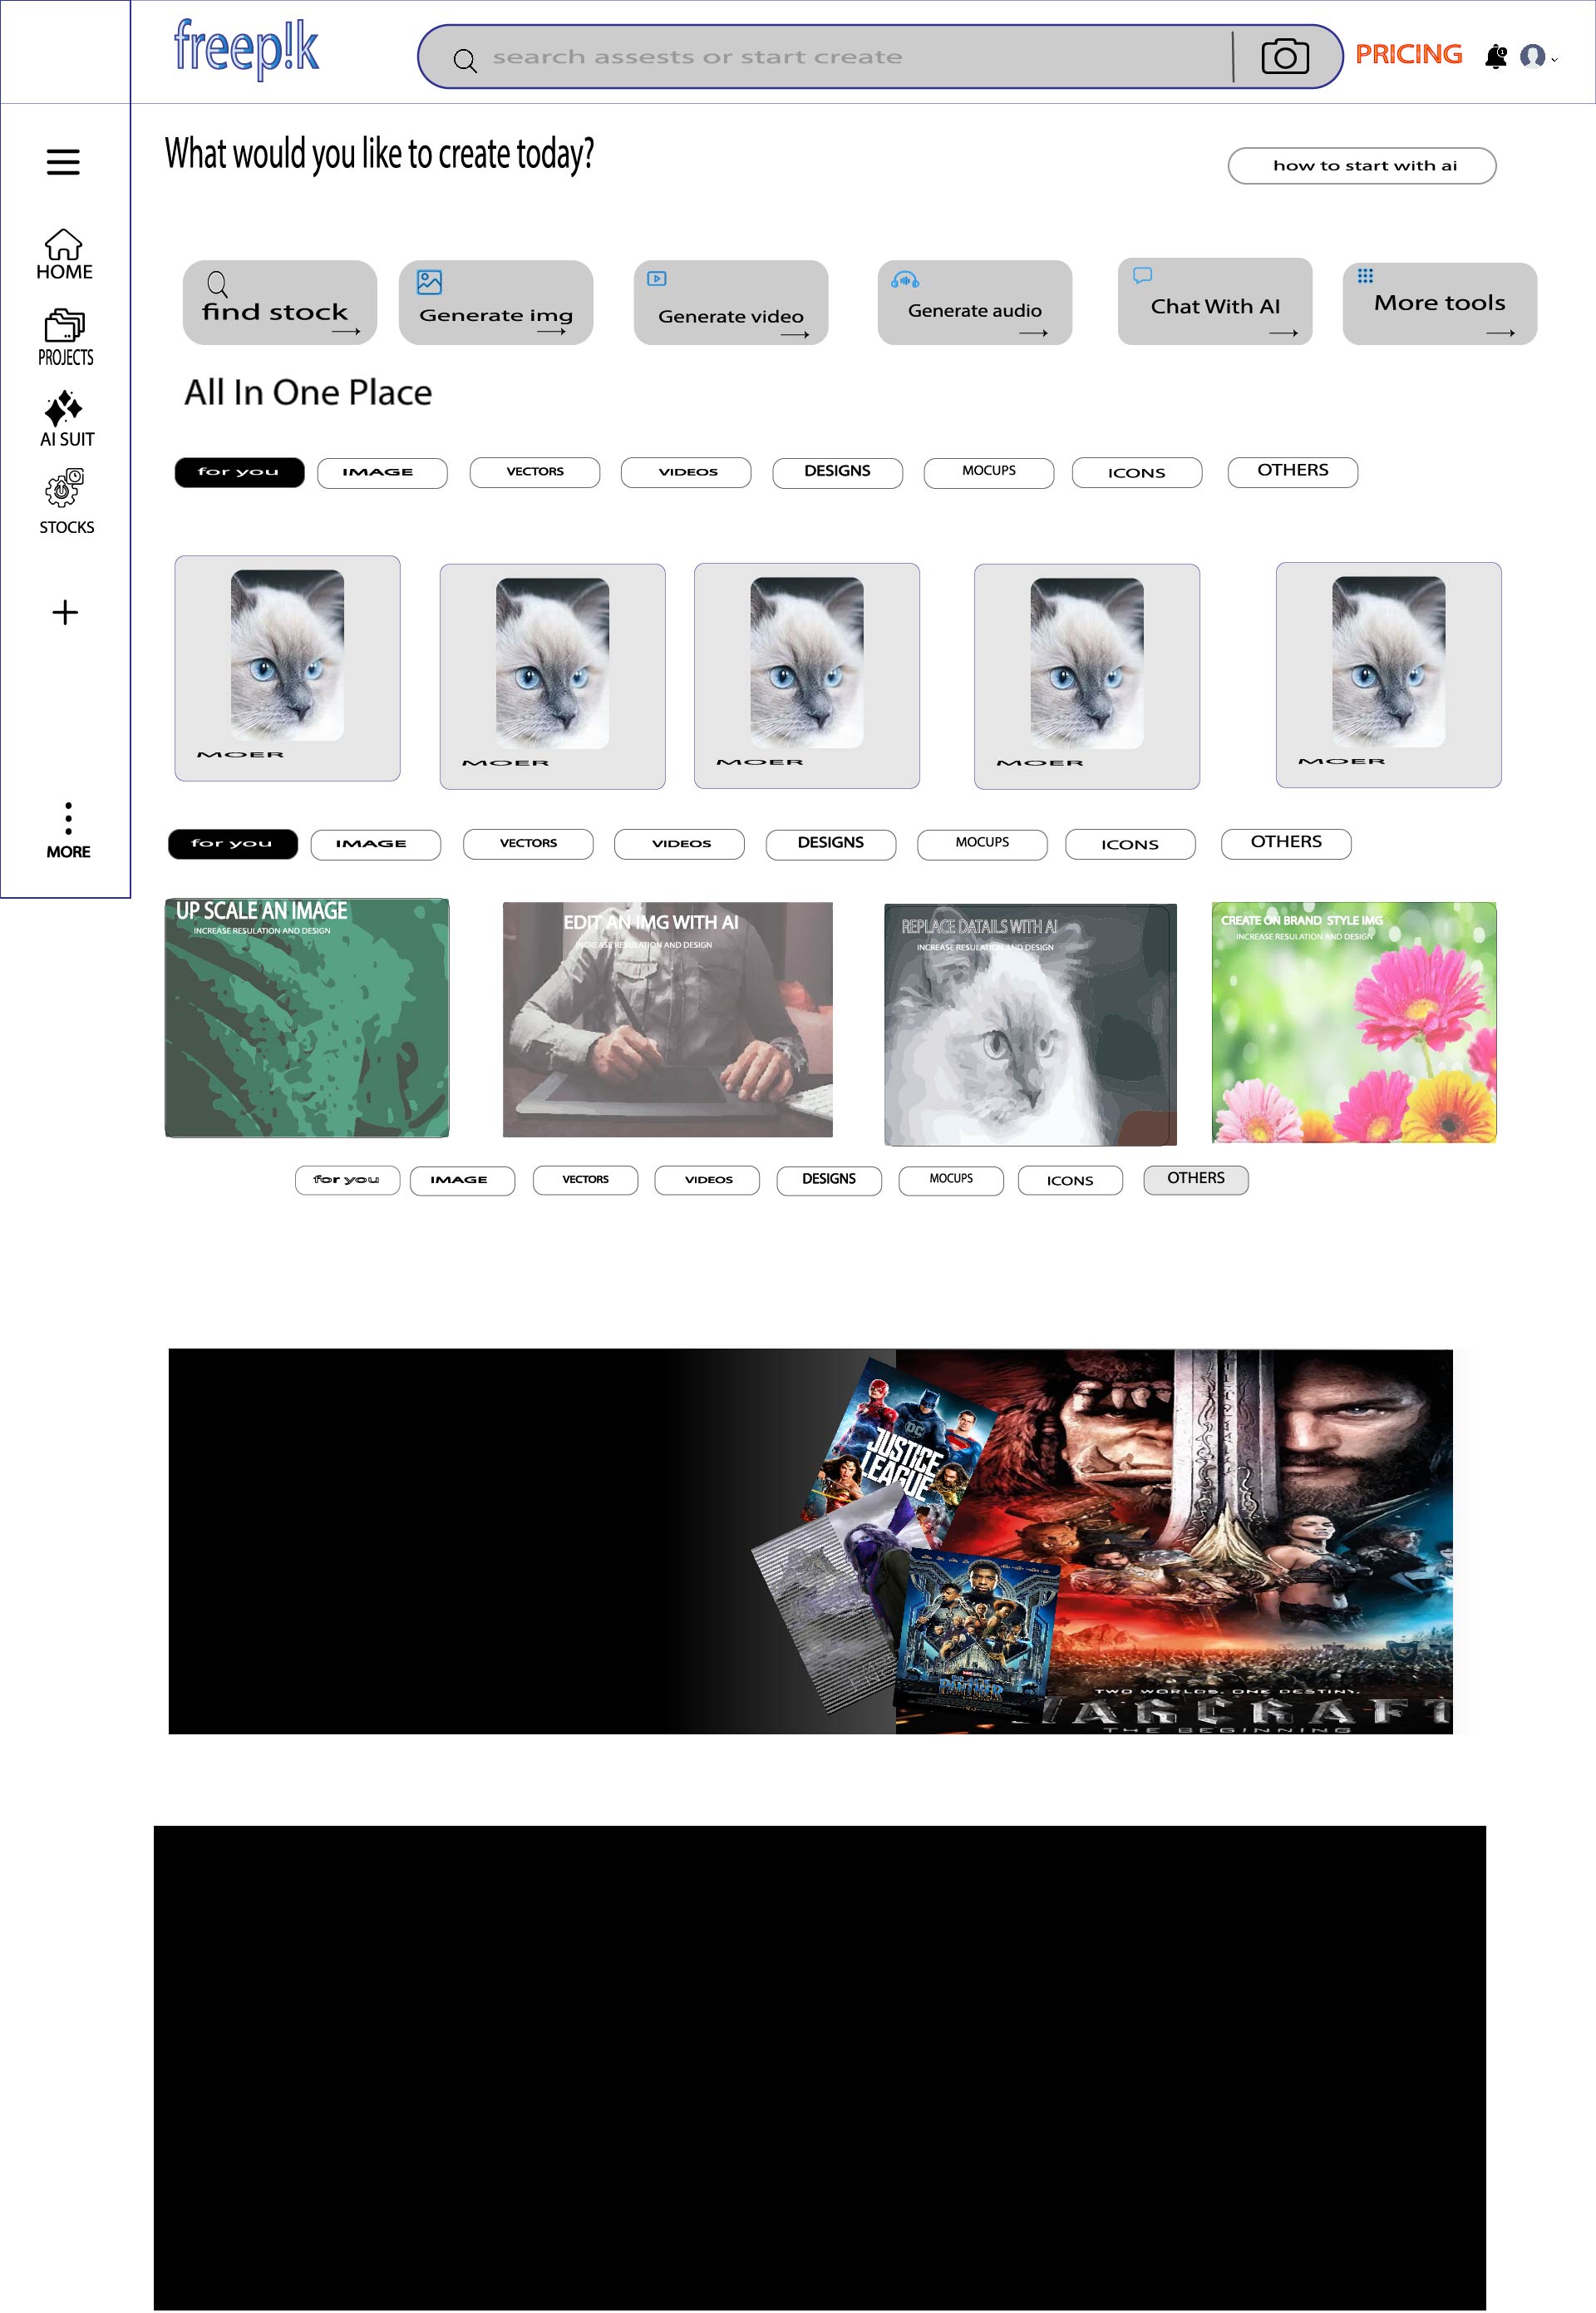 freep!k
search assests or start create
PRICING
What would you like to create today?
how to start with ai
HOME
PROJECTS
AI SUIT
STOCKS
MORE
find stock
Generate img
Generate video
Generate audio
Chat With AI
More tools
All In One Place
for you
IMAGE
VECTORS
VIDEOS
DESIGNS
MOCUPS
ICONS
OTHERS
MOER
MOER
MOER
MOER
MOER
for you
IMAGE
VECTORS
VIDEOS
DESIGNS
MOCUPS
ICONS
OTHERS
UP SCALE AN IMAGE
INCREASE RESULATION AND DESIGN
EDIT AN IMG WITH AI
INCREASE RESULATION AND DESIGN
REPLACE DATAILS WITH AI
INCREASE RESULATION AND DESIGN
CREATE ON BRAND STYLE IMG
INCREASE RESULATION AND DESIGN
for you
IMAGE
VECTORS
VIDEOS
DESIGNS
MOCUPS
ICONS
OTHERS
DC
JUSTICE
LEAGUE
PANTHER
TWO WORLDS. ONE DESTINY.
WARCRAFT
THE BEGINNING